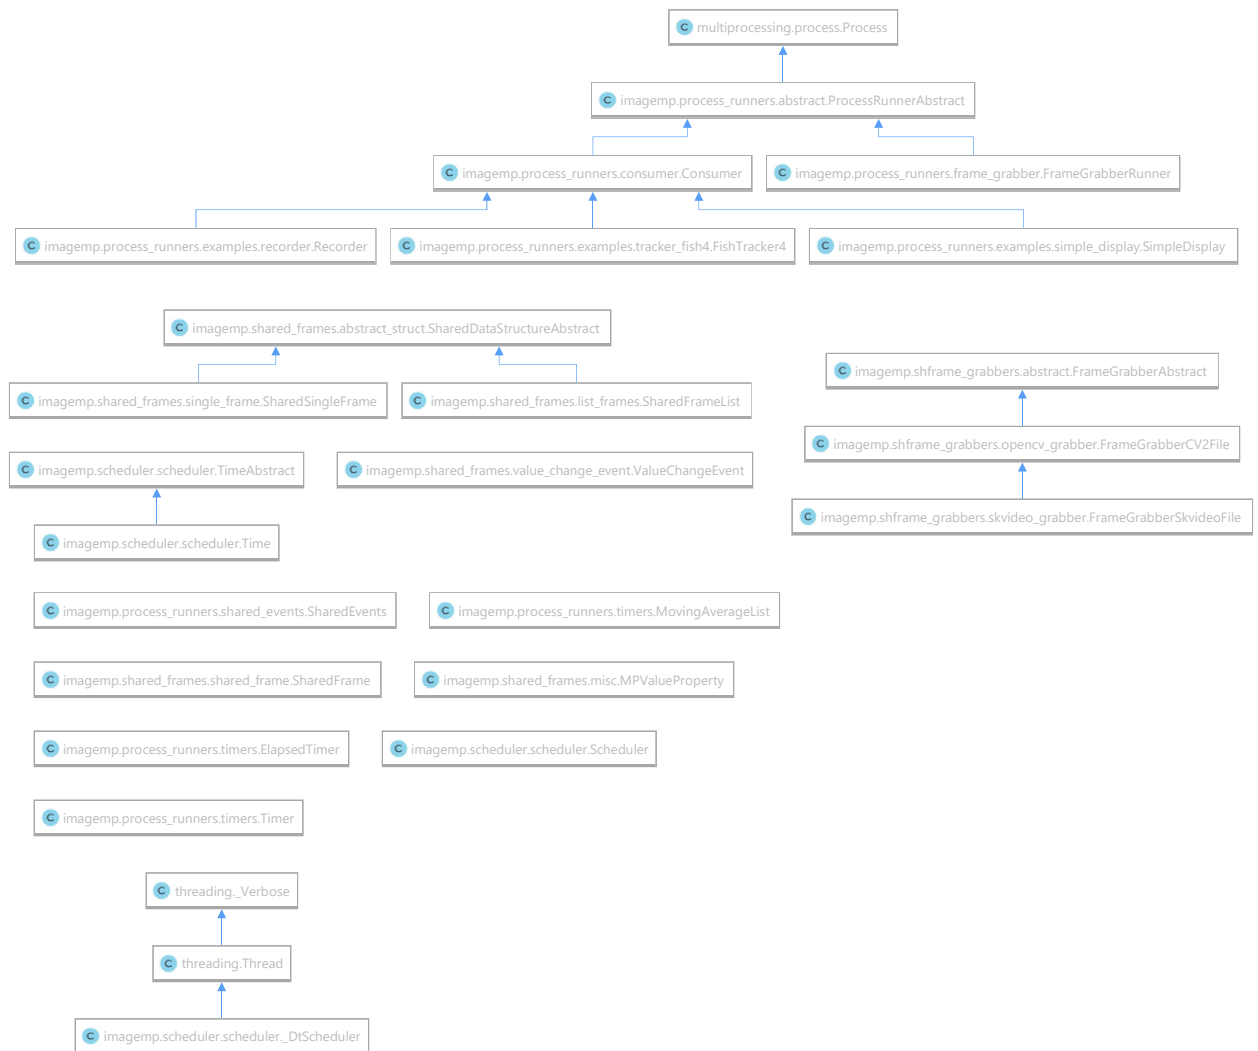 C multiprocessing.process.Process
C imagemp.process_runners.abstract.ProcessRunnerAbstract
C imagemp.process_runners.consumer.Consumer
C imagemp.process_runners.frame_grabber.FrameGrabberRunner
C imagemp.process_runners.examples.recorder.Recorder
C imagemp.process_runners.examples.tracker_fish4.FishTracker4
C imagemp.process_runners.examples.simple_display.SimpleDisplay
C imagemp.shared_frames.abstract_struct.SharedDataStructureAbstract
C imagemp.shframe_grabbers.abstract.FrameGrabberAbstract
C imagemp.shared_frames.single_frame.SharedSingleFrame
C imagemp.shared_frames.list_frames.SharedFrameList
C imagemp.shframe_grabbers.opencv_grabber.FrameGrabberCV2File
C imagemp.scheduler.scheduler.TimeAbstract
C imagemp.shared_frames.value_change_event.ValueChangeEvent
C imagemp.shframe_grabbers.skvideo_grabber.FrameGrabberSkvideoFile
C imagemp.scheduler.scheduler.Time
C imagemp.process_runners.shared_events.SharedEvents
C imagemp.process_runners.timers.MovingAverageList
C imagemp.shared_frames.shared_frame.SharedFrame
C imagemp.shared_frames.misc.MPValueProperty
C imagemp.process_runners.timers.ElapsedTimer
C imagemp.scheduler.scheduler.Scheduler
C imagemp.process_runners.timers.Timer
C threading._Verbose
C threading.Thread
C imagemp.scheduler.scheduler._DtScheduler